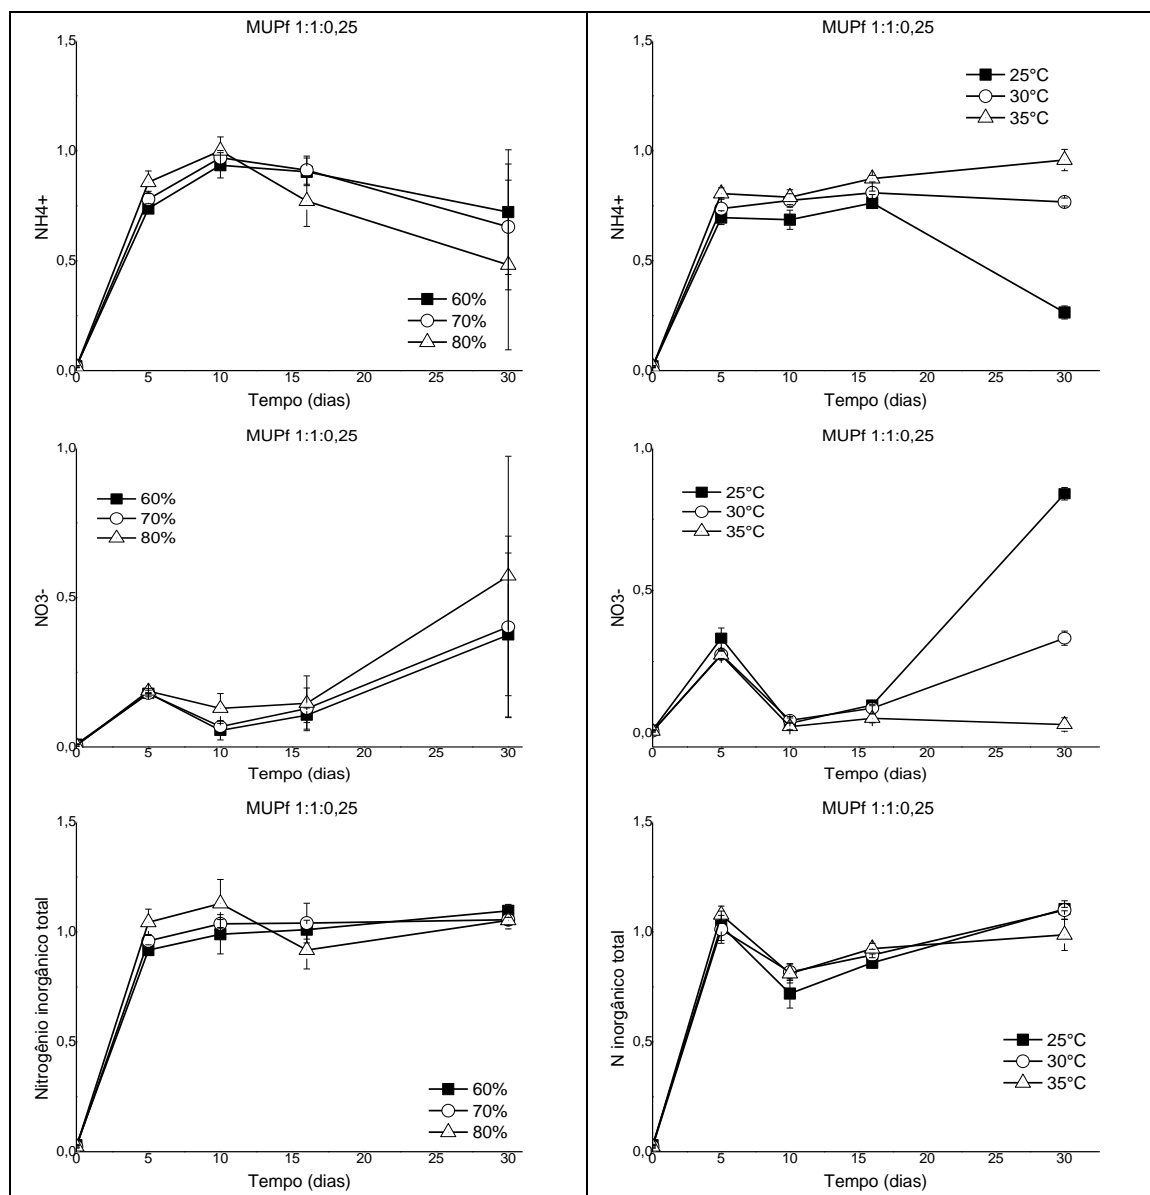 MUPf 1:1:0,25
1,5
1,0
0,5
0,0
NH4+
60%
70%
80%
0 5 10 15 20 25 30
Tempo (dias)
MUPf 1:1:0,25
1,5
1,0
0,5
0,0
NH4+
25°C
30°C
35°C
0 5 10 15 20 25 30
Tempo (dias)
MUPf 1:1:0,25
1,0
0,5
0,0
NO3-
60%
70%
80%
0 5 10 15 20 25 30
Tempo (dias)
MUPf 1:1:0,25
1,0
0,5
0,0
NO3-
25°C
30°C
35°C
0 5 10 15 20 25 30
Tempo (dias)
MUPf 1:1:0,25
1,5
1,0
0,5
0,0
Nitrogênio inorgânico total
60%
70%
80%
0 5 10 15 20 25 30
Tempo (dias)
MUPf 1:1:0,25
1,5
1,0
0,5
0,0
N inorgânico total
25°C
30°C
35°C
0 5 10 15 20 25 30
Tempo (dias)